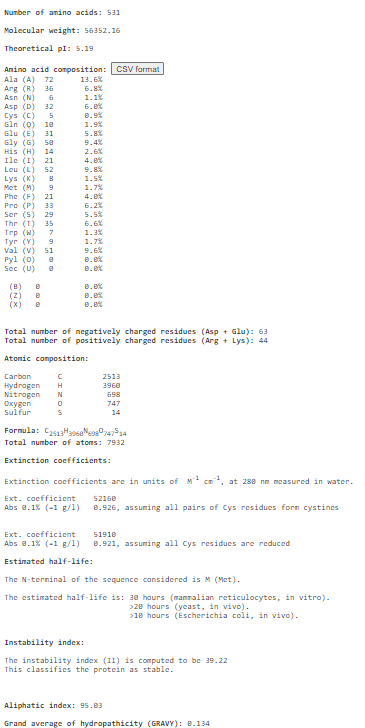 Number of amino acids: 531
Molecular weight: 56352.16
Theoretical pI: 5.19
Amino acid composition: CSV format
Ala (A) 72 13.6%
Arg (R) 36 6.8%
Asn (N) 6 1.1%
Asp (D) 32 6.0%
Cys (C) 5 0.9%
Gln (Q) 10 1.9%
Glu (E) 31 5.8%
Gly (G) 50 9.4%
His (H) 14 2.6%
Ile (I) 21 4.0%
Leu (L) 52 9.8%
Lys (K) 8 1.5%
Met (M) 9 1.7%
Phe (F) 21 4.0%
Pro (P) 33 6.2%
Ser (S) 29 5.5%
Thr (T) 35 6.6%
Trp (W) 7 1.3%
Tyr (Y) 9 1.7%
Val (V) 51 9.6%
Pyl (O) 0 0.0%
Sec (U) 0 0.0%
(B) 0 0.0%
(Z) 0 0.0%
(X) 0 0.0%
Total number of negatively charged residues (Asp + Glu): 63
Total number of positively charged residues (Arg + Lys): 44
Atomic composition:
Carbon C 2513
Hydrogen H 3960
Nitrogen N 698
Oxygen O 747
Sulfur S 14
Formula: C2513H3960N698O747S14
Total number of atoms: 7932
Extinction coefficients:
Extinction coefficients are in units of M-1 cm-1, at 280 nm measured in water.
Ext. coefficient 52160
Abs 0.1% (=1 g/l) 0.926, assuming all pairs of Cys residues form cystines
Ext. coefficient 51910
Abs 0.1% (=1 g/l) 0.921, assuming all Cys residues are reduced
Estimated half-life:
The N-terminal of the sequence considered is M (Met).
The estimated half-life is: 30 hours (mammalian reticulocytes, in vitro).
>20 hours (yeast, in vivo).
>10 hours (Escherichia coli, in vivo).
Instability index:
The instability index (II) is computed to be 39.22
This classifies the protein as stable.
Aliphatic index: 95.03
Grand average of hydropathicity (GRAVY): 0.134